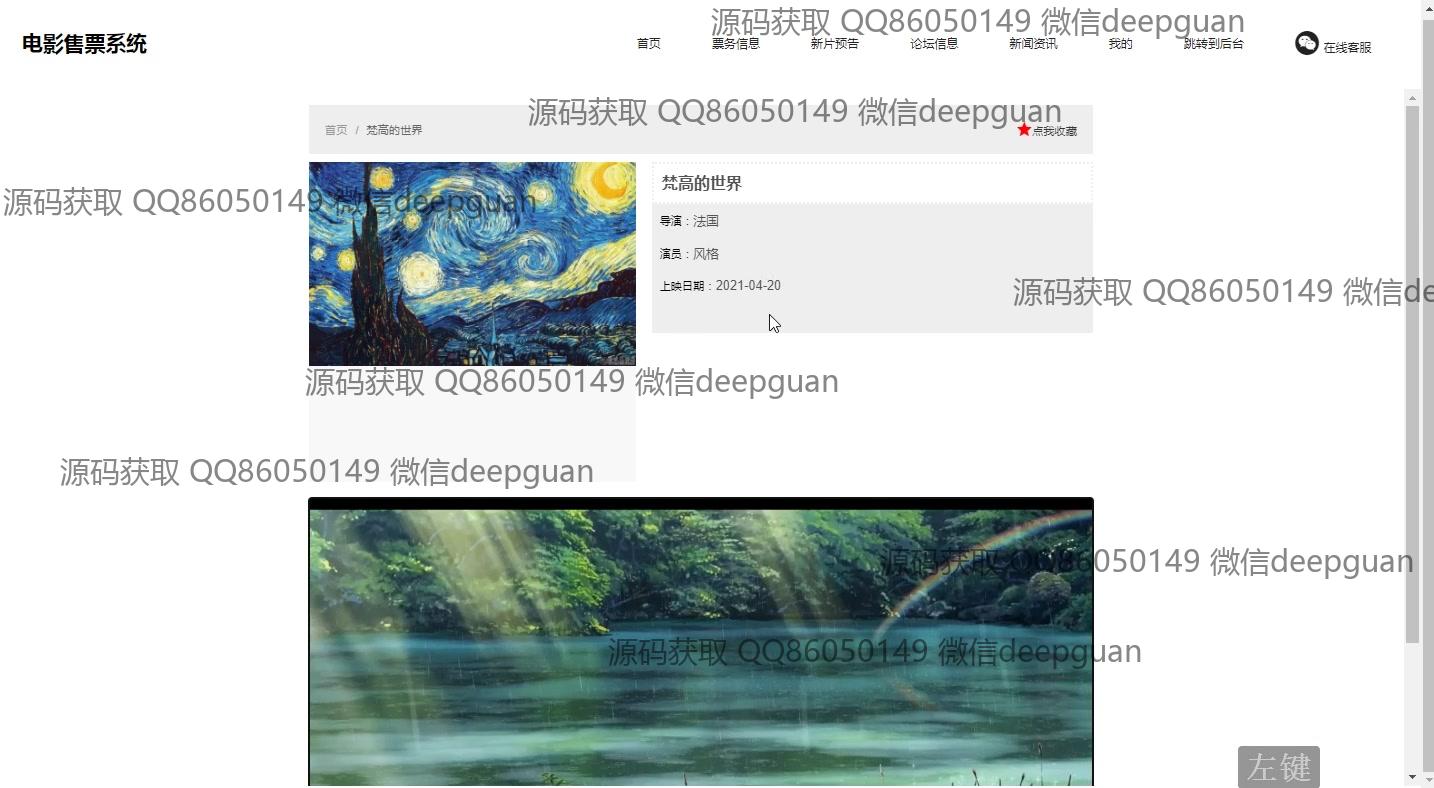 源码获取 QQ86050149 微信deepguan
电影售票系统
首页 票务信息 新片预告 论坛信息 新闻资讯 我的 跳转到后台 在线客服
源码获取 QQ86050149 微信deepguan
首页 / 梵高的世界
点我收藏
梵高的世界
源码获取 QQ86050149 微信deepguan
导演：法国
演员：风格
上映日期：2021-04-20
源码获取 QQ86050149 微信de
源码获取 QQ86050149 微信deepguan
源码获取 QQ86050149 微信deepguan
源码获取 QQ86050149 微信deepguan
源码获取 QQ86050149 微信deepguan
左键